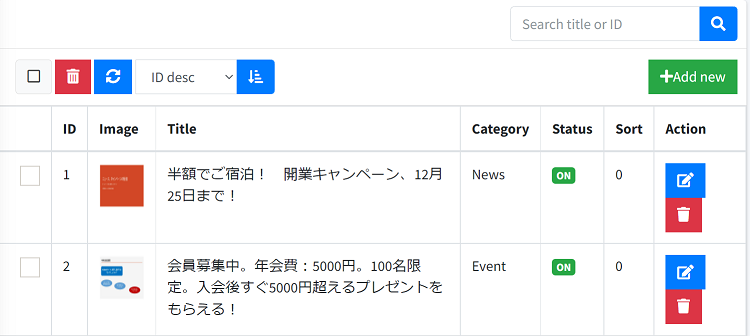 Search title or ID
ID desc
Add new
ID Image Title Category Status Sort Action
1 半額でご宿泊！　開業キャンペーン、12月 News ON 0
25日まで！
2 会員募集中。年会費：5000円。100名限 Event ON 0
定。入会後すぐ5000円超えるプレゼントを
もらえる！